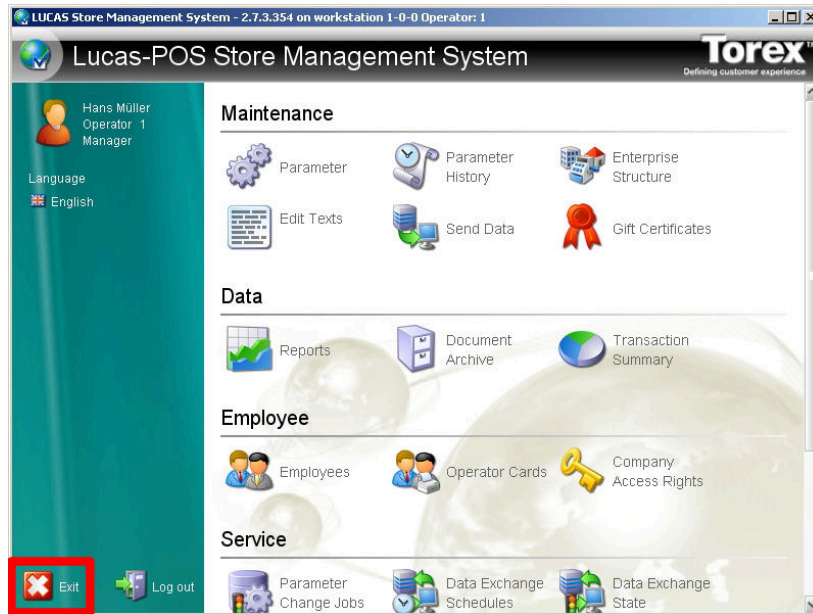 LUCAS Store Management System - 2.7.3.354 on workstation 1-0-0 Operator: 1
Lucas-POS Store Management System
Torex™
Defining customer experience
Hans Müller
Operator 1
Manager
Language
English
Maintenance
Parameter
Parameter
History
Enterprise
Structure
Edit Texts
Send Data
Gift Certificates
Data
Reports
Document
Archive
Transaction
Summary
Employee
Employees
Operator Cards
Company
Access Rights
Service
Parameter
Change Jobs
Data Exchange
Schedules
Data Exchange
State
Exit
Log out